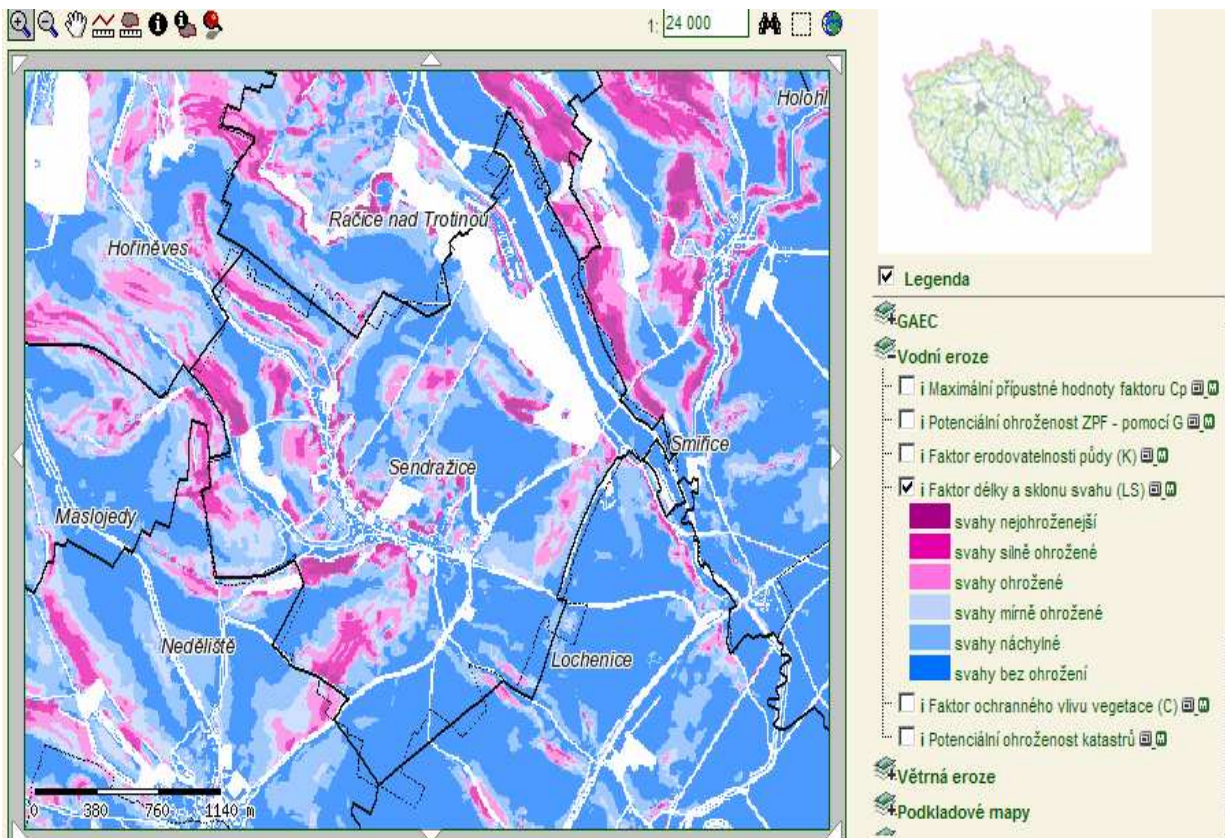 1: 24 000
Holohl
Račice nad Trotinou
Hořiněves
Smiřice
Sendražice
Maslojedy
Neděliště
Lochenice
0 380 760 1140 m
Legenda
GAEC
Vodní eroze
i Maximální přípustné hodnoty faktoru Cp
i Potenciální ohroženost ZPF - pomocí G
i Faktor erodovatelnosti půdy (K)
i Faktor délky a sklonu svahu (LS)
svahy nejohroženejší
svahy silně ohrožené
svahy ohrožené
svahy mírně ohrožené
svahy náchylné
svahy bez ohrožení
i Faktor ochranného vlivu vegetace (C)
i Potenciální ohroženost katastrů
Větrná eroze
Podkladové mapy